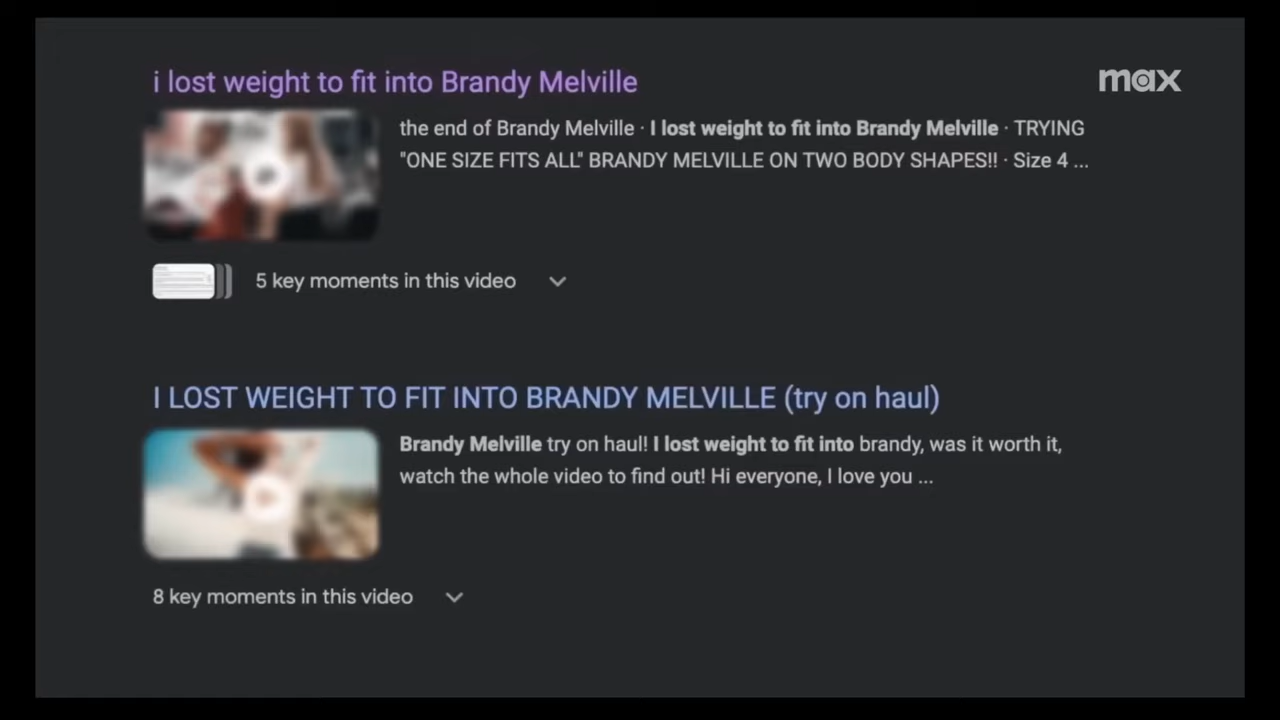 i lost weight to fit into Brandy Melville
max
the end of Brandy Melville · I lost weight to fit into Brandy Melville · TRYING
"ONE SIZE FITS ALL" BRANDY MELVILLE ON TWO BODY SHAPES!! · Size 4 ...
5 key moments in this video
I LOST WEIGHT TO FIT INTO BRANDY MELVILLE (try on haul)
Brandy Melville try on haul! I lost weight to fit into brandy, was it worth it,
watch the whole video to find out! Hi everyone, I love you ...
8 key moments in this video